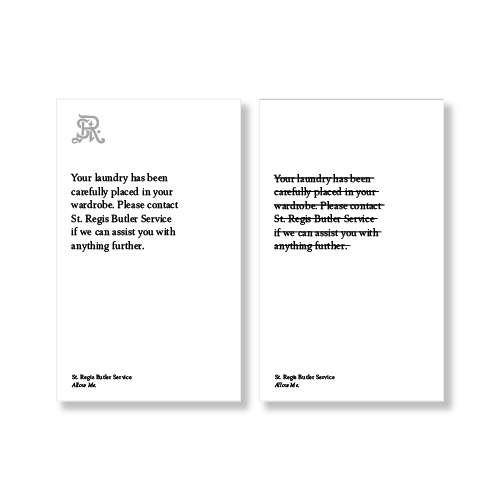 Your laundry has been
carefully placed in your
wardrobe. Please contact
St. Regis Butler Service
if we can assist you with
anything further.
St. Regis Butler Service
Allow Me.
Your laundry has been
carefully placed in your
wardrobe. Please contact
St. Regis Butler Service
if we can assist you with
anything further.
St. Regis Butler Service
Allow Me.